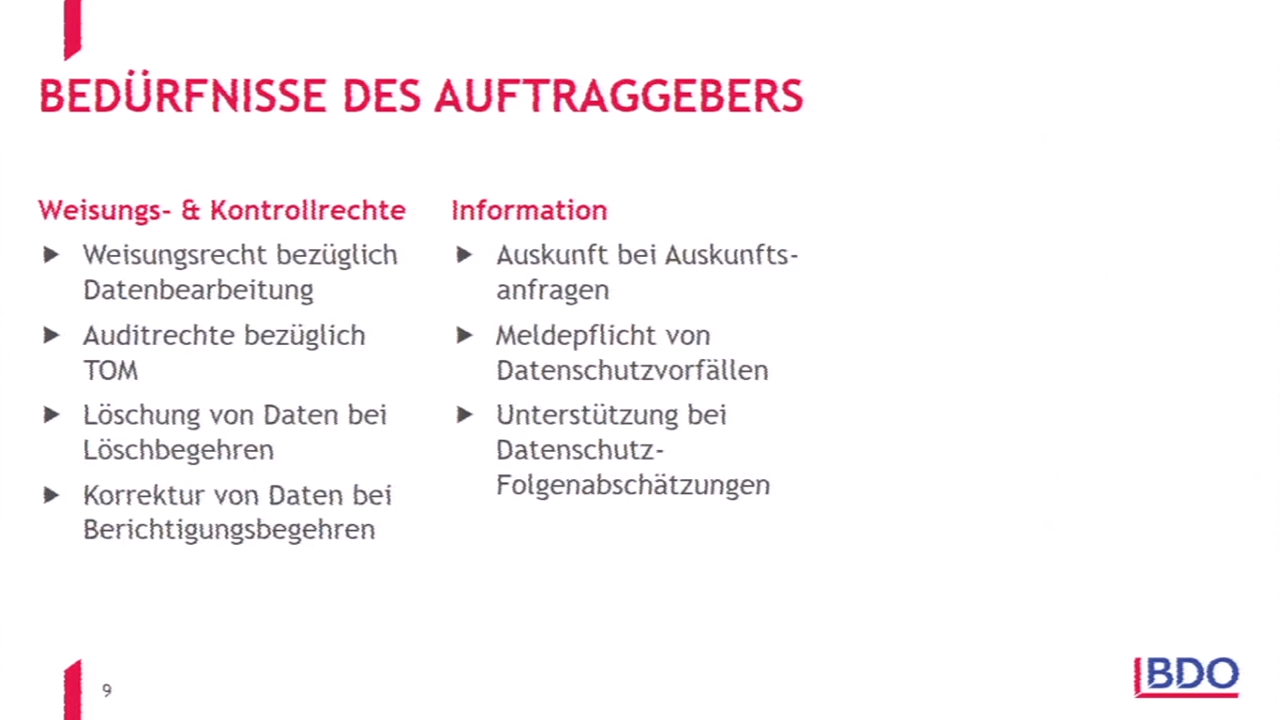 BEDÜRFNISSE DES AUFTRAGGEBERS
Weisungs- & Kontrollrechte
Weisungsrecht bezüglich
Datenbearbeitung
Auditrechte bezüglich
TOM
Löschung von Daten bei
Löschbegehren
Korrektur von Daten bei
Berichtigungsbegehren
Information
Auskunft bei Auskunfts-
anfragen
Meldepflicht von
Datenschutzvorfällen
Unterstützung bei
Datenschutz-
Folgenabschätzungen
9
BDO